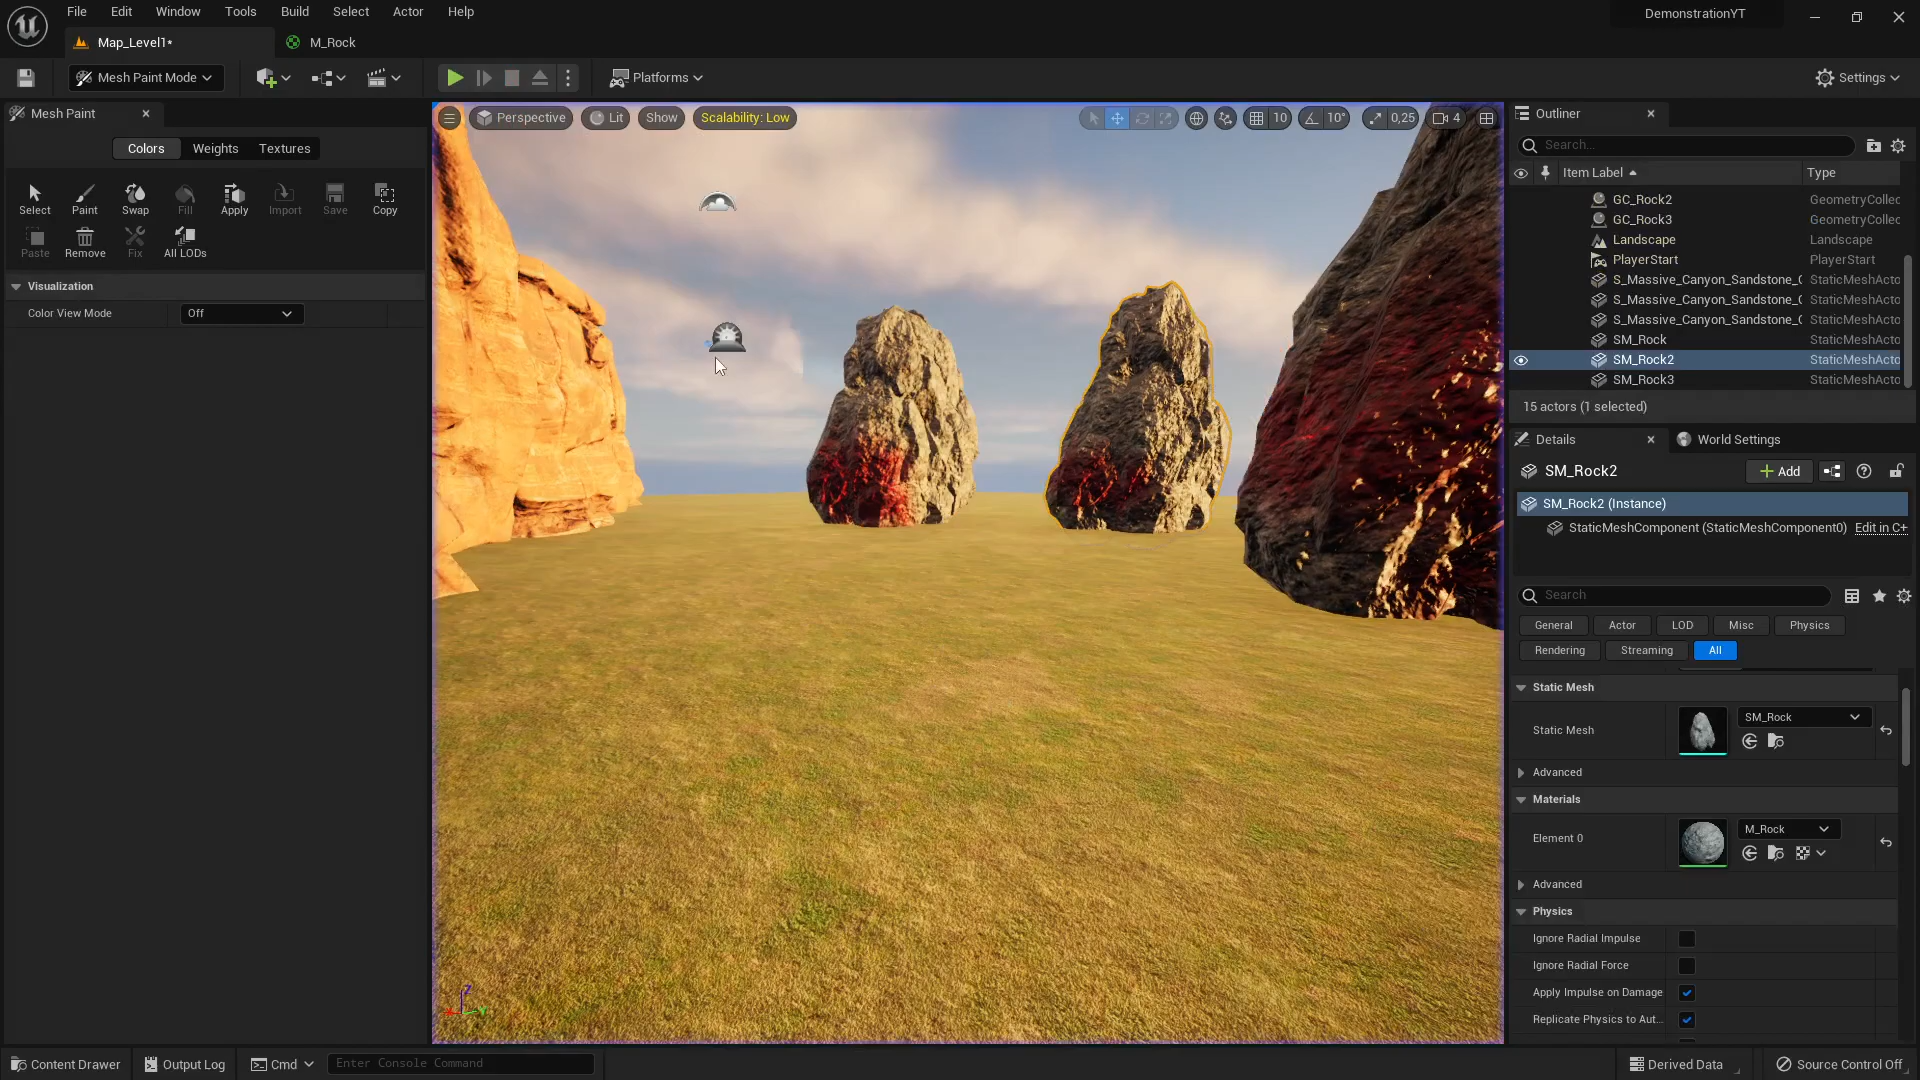 File Edit Window Tools Build Select Actor Help
DemonstrationYT
Map_Level1*
M_Rock
Mesh Paint Mode
Platforms
Settings
Mesh Paint
Colors Weights Textures
Select Paint Swap Fill Apply Import Save Copy
Paste Remove Fix All LODs
Visualization
Color View Mode Off
Perspective Lit Show Scalability: Low
10 10° 0,25 4
Outliner
Search...
Item Label Type
GC_Rock2 GeometryCollec
GC_Rock3 GeometryCollec
Landscape Landscape
PlayerStart PlayerStart
S_Massive_Canyon_Sandstone_ StaticMeshActo
S_Massive_Canyon_Sandstone_ StaticMeshActo
S_Massive_Canyon_Sandstone_ StaticMeshActo
SM_Rock StaticMeshActo
SM_Rock2 StaticMeshActo
SM_Rock3 StaticMeshActo
15 actors (1 selected)
Details World Settings
SM_Rock2
Add
SM_Rock2 (Instance)
StaticMeshComponent (StaticMeshComponent0) Edit in C+
Search
General Actor LOD Misc Physics
Rendering Streaming All
Static Mesh
Static Mesh SM_Rock
Advanced
Materials
Element 0 M_Rock
Advanced
Physics
Ignore Radial Impulse
Ignore Radial Force
Apply Impulse on Damage
Replicate Physics to Aut...
Content Drawer Output Log Cmd Enter Console Command
Derived Data Source Control Off